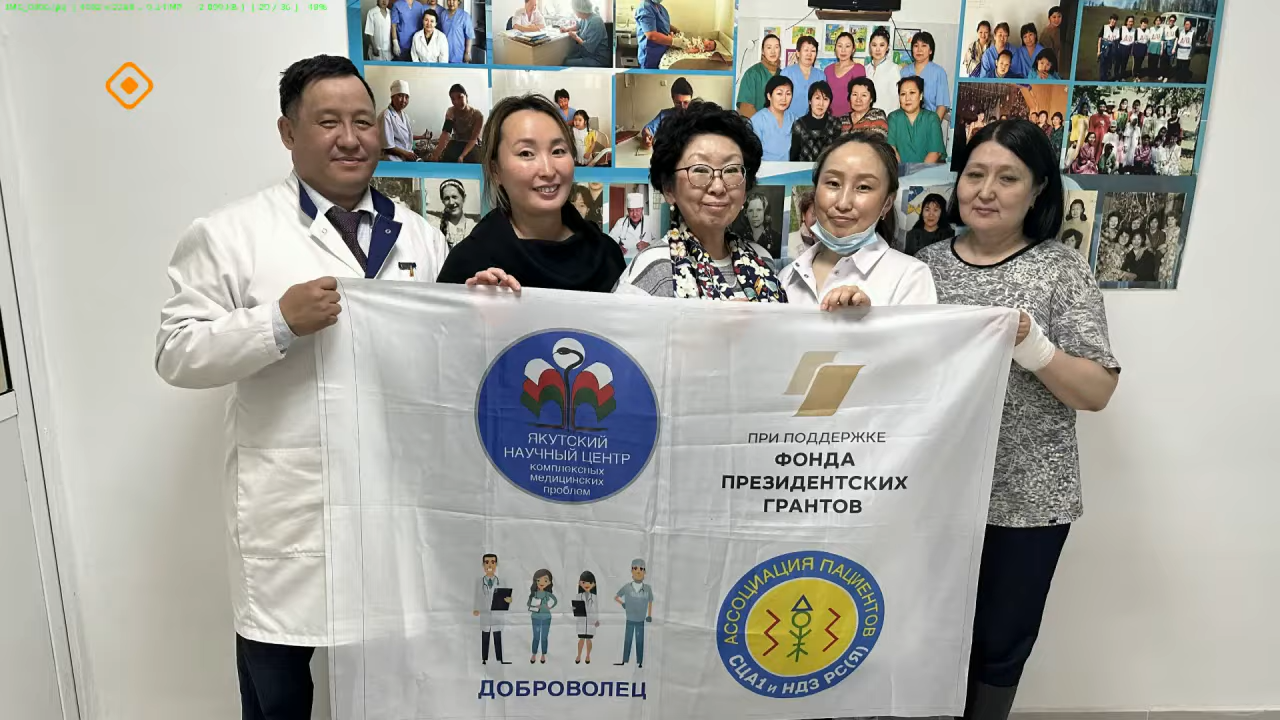 ЯКУТСКИЙ
НАУЧНЫЙ ЦЕНТР
комплексных
медицинских
проблем
ПРИ ПОДДЕРЖКЕ
ФОНДА
ПРЕЗИДЕНТСКИХ
ГРАНТОВ
ДОБРОВОЛЕЦ
АССОЦИАЦИЯ ПАЦИЕНТОВ
СЦА1 и НДЗ РС(Я)